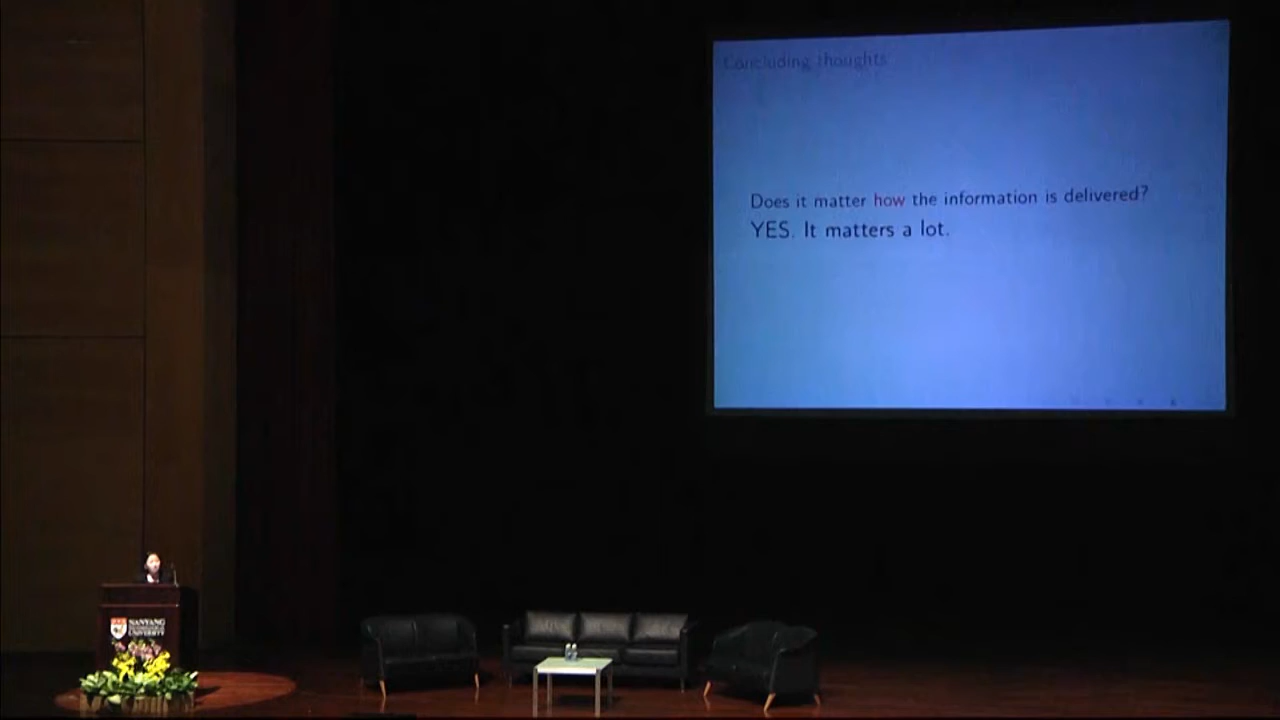 Concluding thoughts
Does it matter how the information is delivered?
YES. It matters a lot.
NANYANG
UNIVERSITY